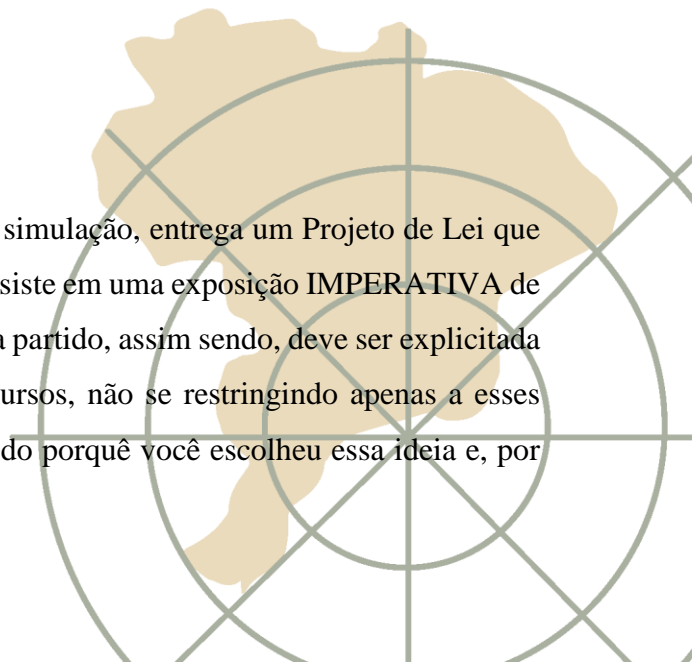 simulação, entrega um Projeto de Lei que
siste em uma exposição IMPERATIVA de
a partido, assim sendo, deve ser explicitada
ursos, não se restringindo apenas a esses
do porquê você escolheu essa ideia e, por